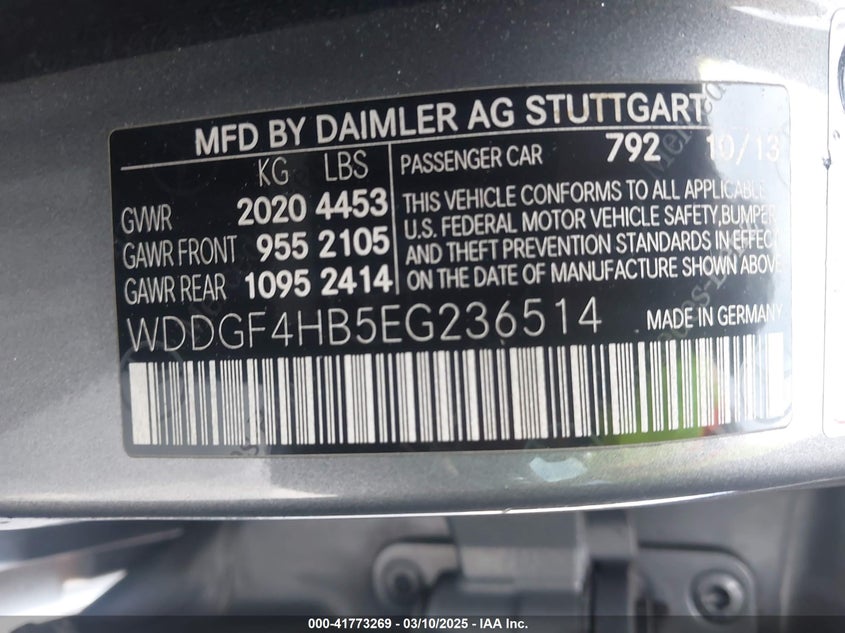 MFD BY DAIMLER AG STUTTGART
KG LBS
GVWR 2020 4453
GAWR FRONT 955 2105
GAWR REAR 1095 2414
PASSENGER CAR 792 10/13
THIS VEHICLE CONFORMS TO ALL APPLICABLE
U.S. FEDERAL MOTOR VEHICLE SAFETY,BUMPER
AND THEFT PREVENTION STANDARDS IN EFFECT
ON THE DATE OF MANUFACTURE SHOWN ABOVE
WDDGF4HB5EG236514 MADE IN GERMANY
000-41773269 - 03/10/2025 - IAA Inc.